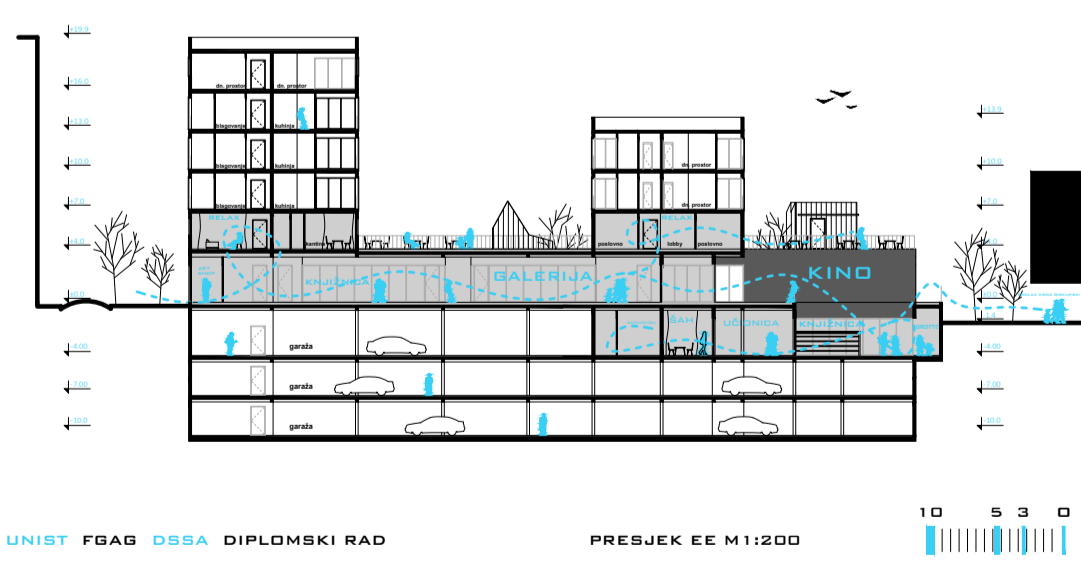 +19.9
+16.0
+13.9
+13.0
+10.0
+10.0
+7.0
+7.0
+4.0
±0.0
-4.00
-4.00
-7.00
-7.00
-10.0
-10.0
dn. prostor dn. prostor
blagovanje kuhinja
blagovanje kuhinja
blagovanje kuhinja
dn. prostor
dn. prostor
RELAX
RELAX
kantina
poslovno lobby poslovno
ART
SHOP
KNJIŽNICA
GALERIJA
KINO
ŠAH
UČIONICA
KNJIŽNICA
garaža
garaža
garaža
10 5 3 0
UNIST FGAG DSSA DIPLOMSKI RAD
PRESJEK EE M1:200